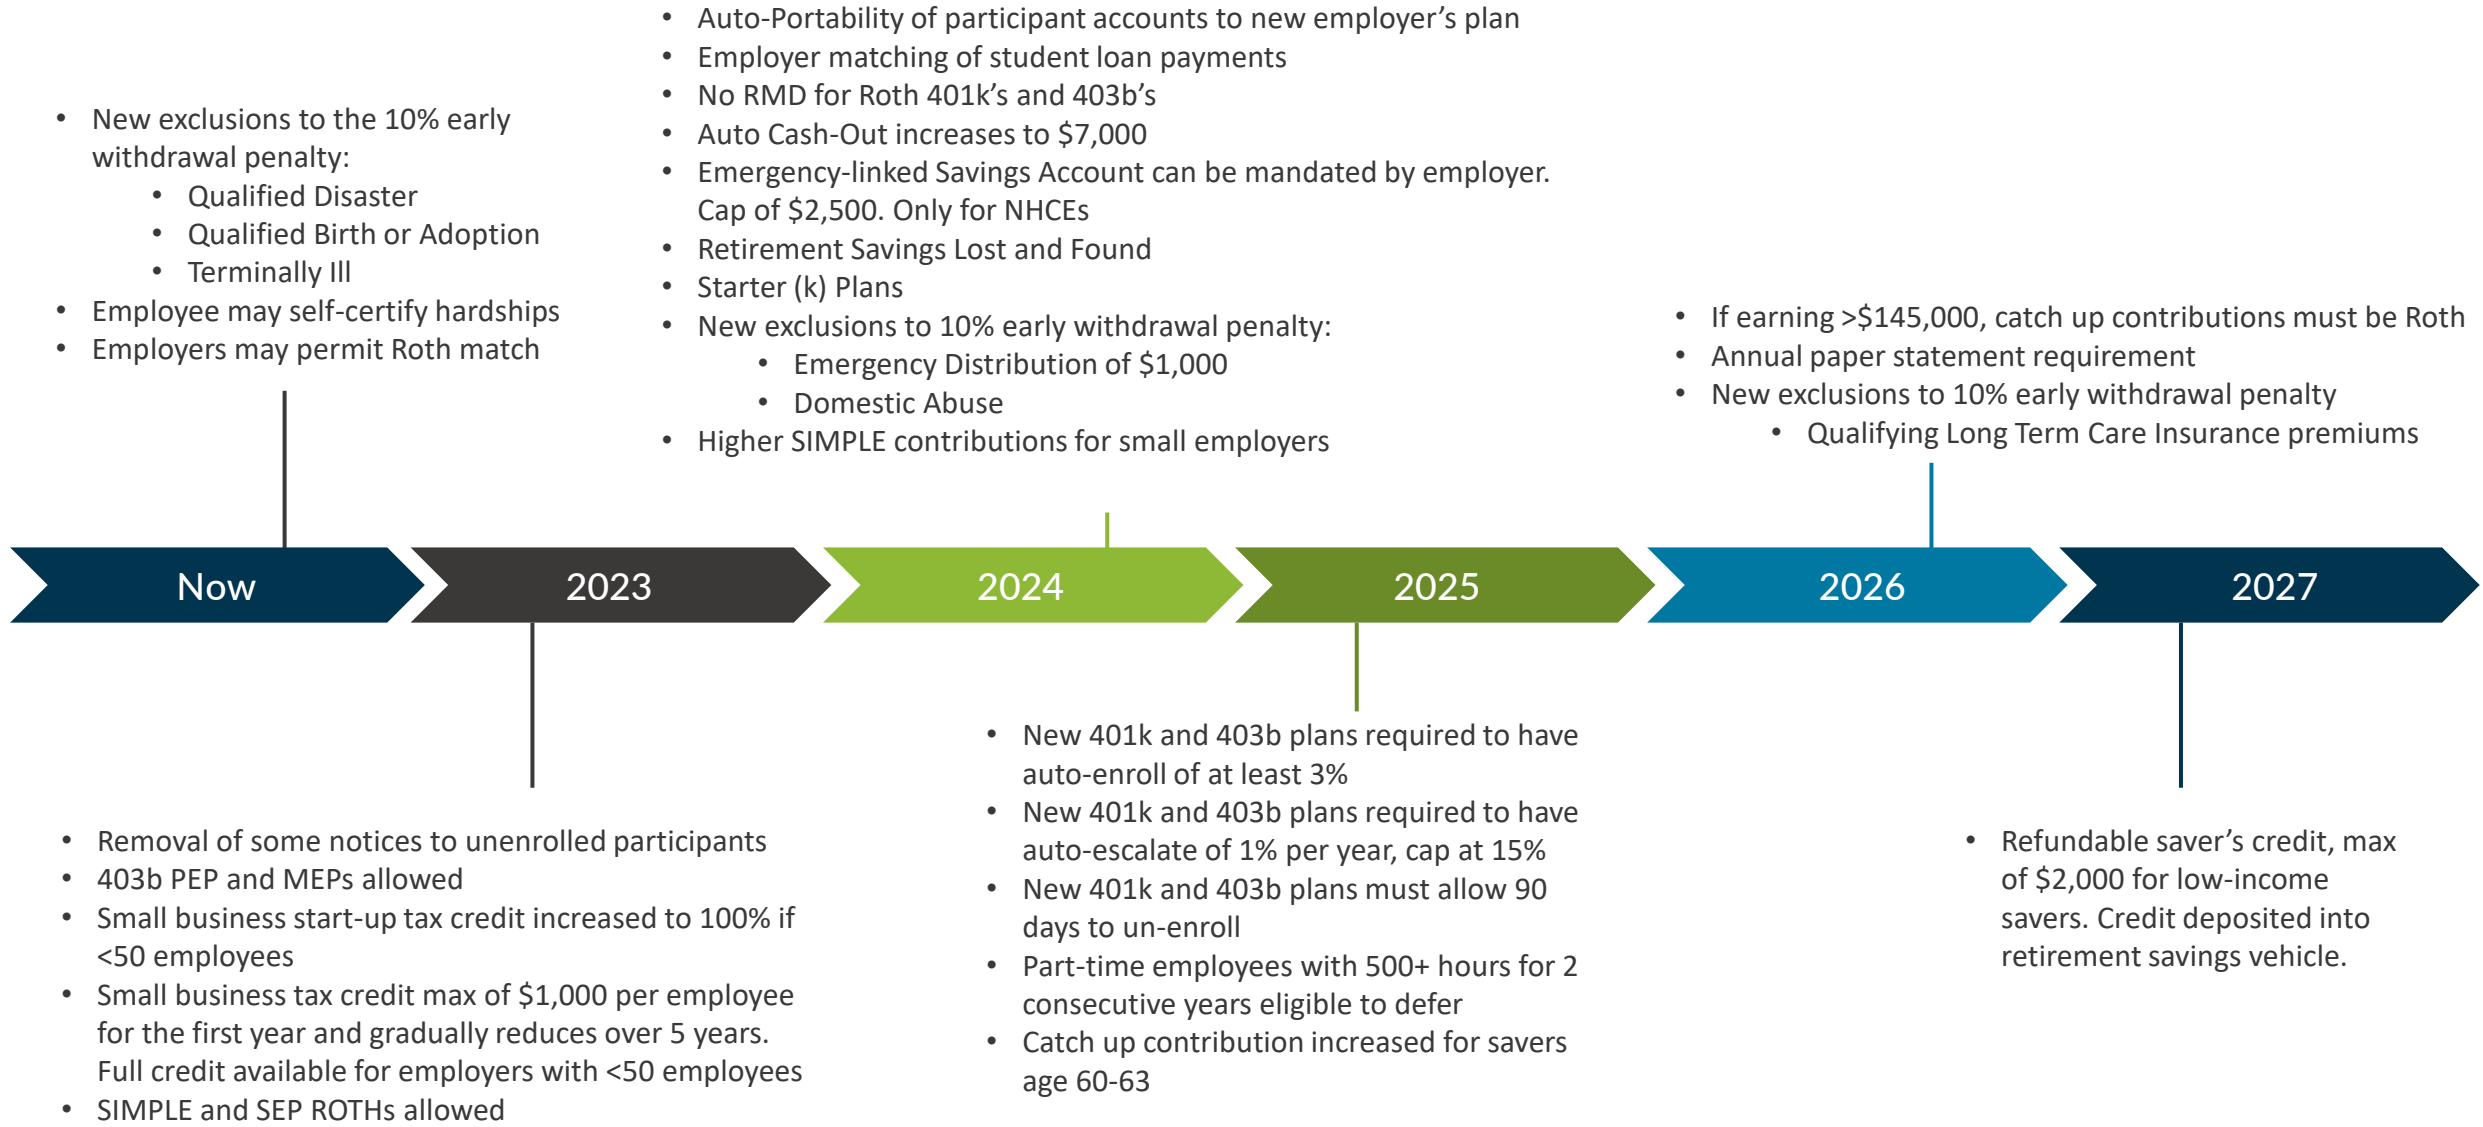 • New exclusions to the 10% early
withdrawal penalty:
• Qualified Disaster
• Qualified Birth or Adoption
• Terminally Ill
• Employee may self-certify hardships
• Employers may permit Roth match
• Auto-Portability of participant accounts to new employer’s plan
• Employer matching of student loan payments
• No RMD for Roth 401k’s and 403b’s
• Auto Cash-Out increases to $7,000
• Emergency-linked Savings Account can be mandated by employer.
Cap of $2,500. Only for NHCEs
• Retirement Savings Lost and Found
• Starter (k) Plans
• New exclusions to 10% early withdrawal penalty:
• Emergency Distribution of $1,000
• Domestic Abuse
• Higher SIMPLE contributions for small employers
• If earning >$145,000, catch up contributions must be Roth
• Annual paper statement requirement
• New exclusions to 10% early withdrawal penalty
• Qualifying Long Term Care Insurance premiums
Now
2023
2024
2025
2026
2027
• Removal of some notices to unenrolled participants
• 403b PEP and MEPs allowed
• Small business start-up tax credit increased to 100% if
<50 employees
• Small business tax credit max of $1,000 per employee
for the first year and gradually reduces over 5 years.
Full credit available for employers with <50 employees
• SIMPLE and SEP ROTHs allowed
• New 401k and 403b plans required to have
auto-enroll of at least 3%
• New 401k and 403b plans required to have
auto-escalate of 1% per year, cap at 15%
• New 401k and 403b plans must allow 90
days to un-enroll
• Part-time employees with 500+ hours for 2
consecutive years eligible to defer
• Catch up contribution increased for savers
age 60-63
• Refundable saver’s credit, max
of $2,000 for low-income
savers. Credit deposited into
retirement savings vehicle.